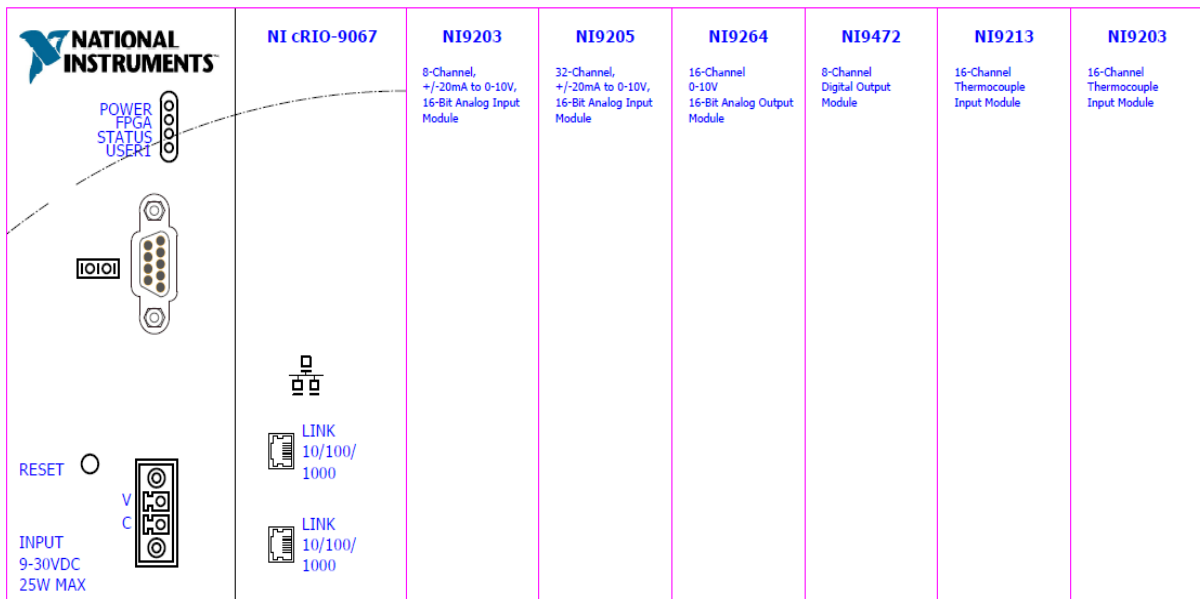 NATIONAL
INSTRUMENTS
POWER
FPGA
STATUS
USER1
IOIOI
RESET
V
C
INPUT
9-30VDC
25W MAX
NI cRIO-9067
LINK
10/100/
1000
LINK
10/100/
1000
NI9203
8-Channel,
+/-20mA to 0-10V,
16-Bit Analog Input
Module
NI9205
32-Channel,
+/-20mA to 0-10V,
16-Bit Analog Input
Module
NI9264
16-Channel
0-10V
16-Bit Analog Output
Module
NI9472
8-Channel
Digital Output
Module
NI9213
16-Channel
Thermocouple
Input Module
NI9203
16-Channel
Thermocouple
Input Module